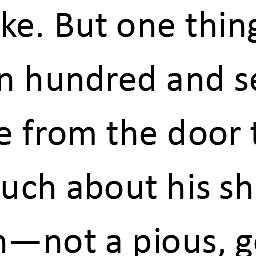 ke. But one thing
n hundred and se
e from the door t
uch about his sh
n—not a pious, go